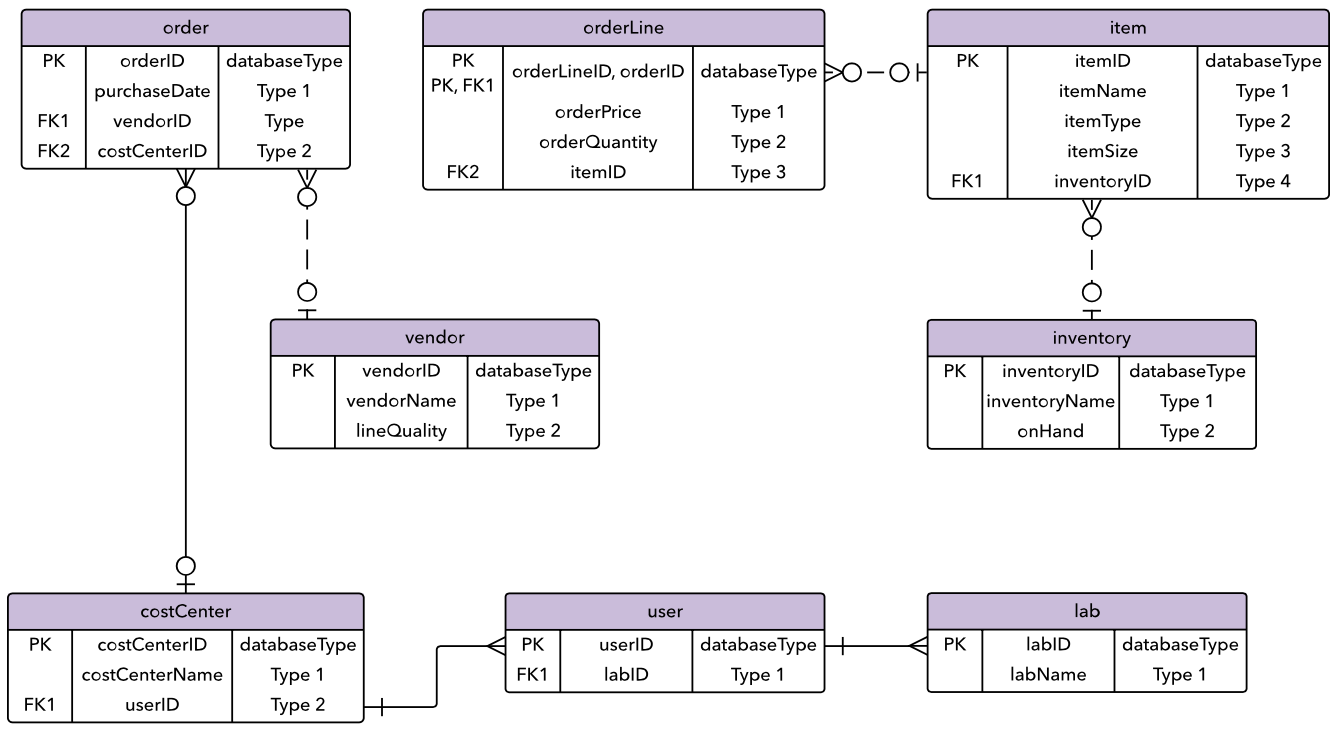 order
PK orderID databaseType
purchaseDate Type 1
FK1 vendorID Type
FK2 costCenterID Type 2
orderLine
PK
PK, FK1 orderLineID, orderID databaseType
orderPrice Type 1
orderQuantity Type 2
FK2 itemID Type 3
item
PK itemID databaseType
itemName Type 1
itemType Type 2
itemSize Type 3
FK1 inventoryID Type 4
vendor
PK vendorID databaseType
vendorName Type 1
lineQuality Type 2
inventory
PK inventoryID databaseType
inventoryName Type 1
onHand Type 2
costCenter
PK costCenterID databaseType
costCenterName Type 1
FK1 userID Type 2
user
PK userID databaseType
FK1 labID Type 1
lab
PK labID databaseType
labName Type 1